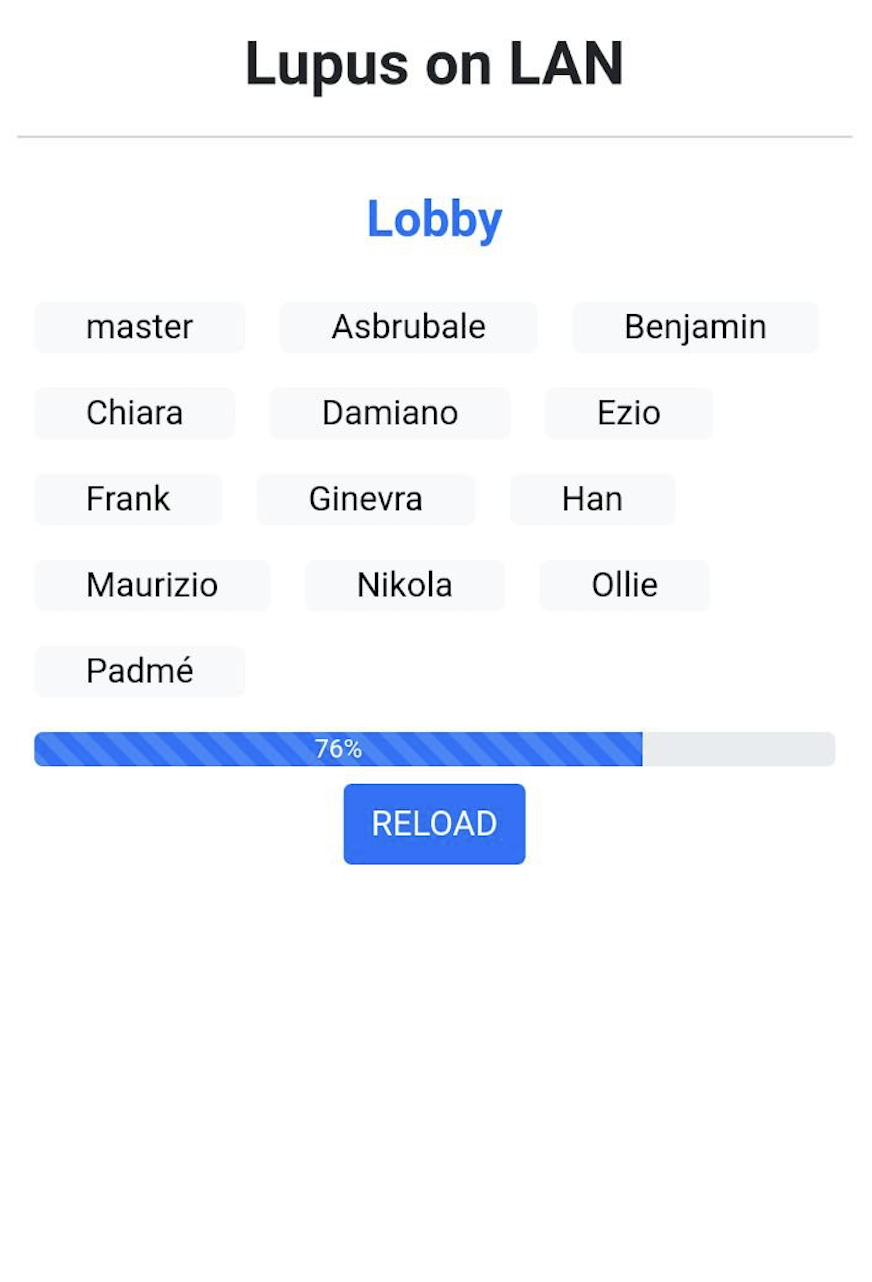 Lupus on LAN
Lobby
master Asbrubale Benjamin
Chiara Damiano Ezio
Frank Ginevra Han
Maurizio Nikola Ollie
Padmé
76%
RELOAD